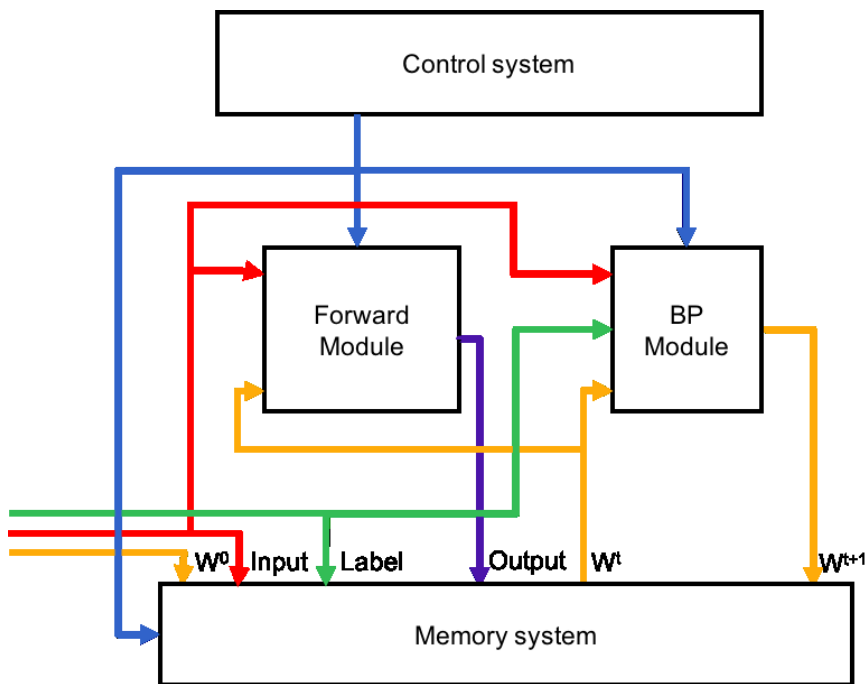 Control system
Forward
Module
BP
Module
W⁰ Input Label Output Wᵗ Wᵗ⁺¹
Memory system